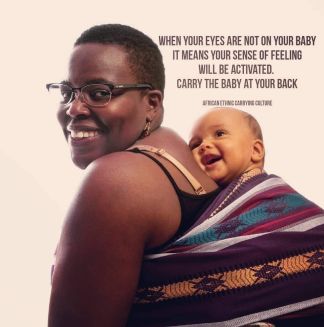 WHEN YOUR EYES ARE NOT ON YOUR BABY
IT MEANS YOUR SENSE OF FEELING
WILL BE ACTIVATED.
CARRY THE BABY AT YOUR BACK
AFRICAN ETHNIC CARRYING CULTURE